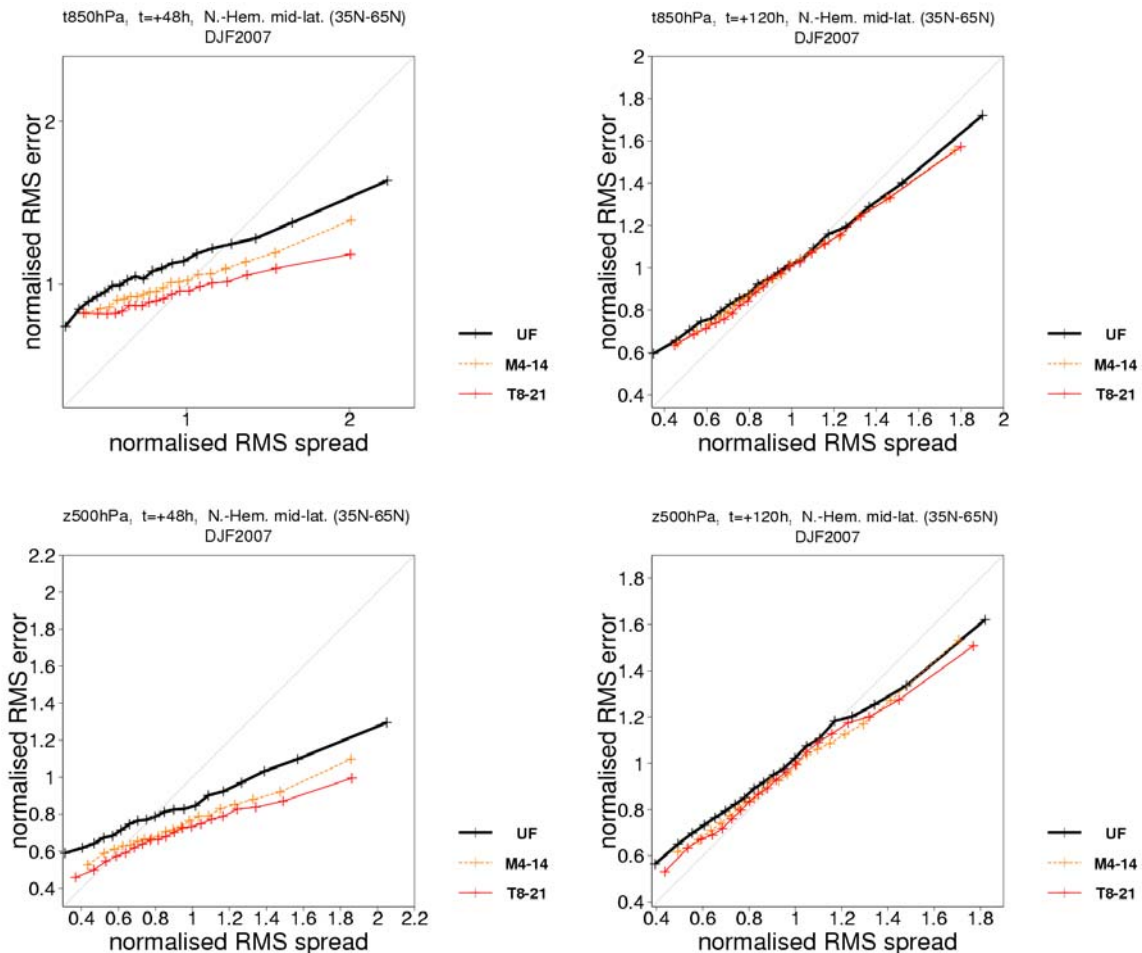 t850hPa, t=+48h, N.-Hem. mid-lat. (35N-65N)
DJF2007
2
1
normalised RMS error
1
2
normalised RMS spread
UF
M4-14
T8-21
t850hPa, t=+120h, N.-Hem. mid-lat. (35N-65N)
DJF2007
2
1.8
1.6
1.4
1.2
1
0.8
0.6
0.4
normalised RMS error
0.4 0.6 0.8 1 1.2 1.4 1.6 1.8 2
normalised RMS spread
UF
M4-14
T8-21
z500hPa, t=+48h, N.-Hem. mid-lat. (35N-65N)
DJF2007
2.2
2
1.8
1.6
1.4
1.2
1
0.8
0.6
0.4
normalised RMS error
0.4 0.6 0.8 1 1.2 1.4 1.6 1.8 2 2.2
normalised RMS spread
UF
M4-14
T8-21
z500hPa, t=+120h, N.-Hem. mid-lat. (35N-65N)
DJF2007
1.8
1.6
1.4
1.2
1
0.8
0.6
0.4
normalised RMS error
0.4 0.6 0.8 1 1.2 1.4 1.6 1.8
normalised RMS spread
UF
M4-14
T8-21